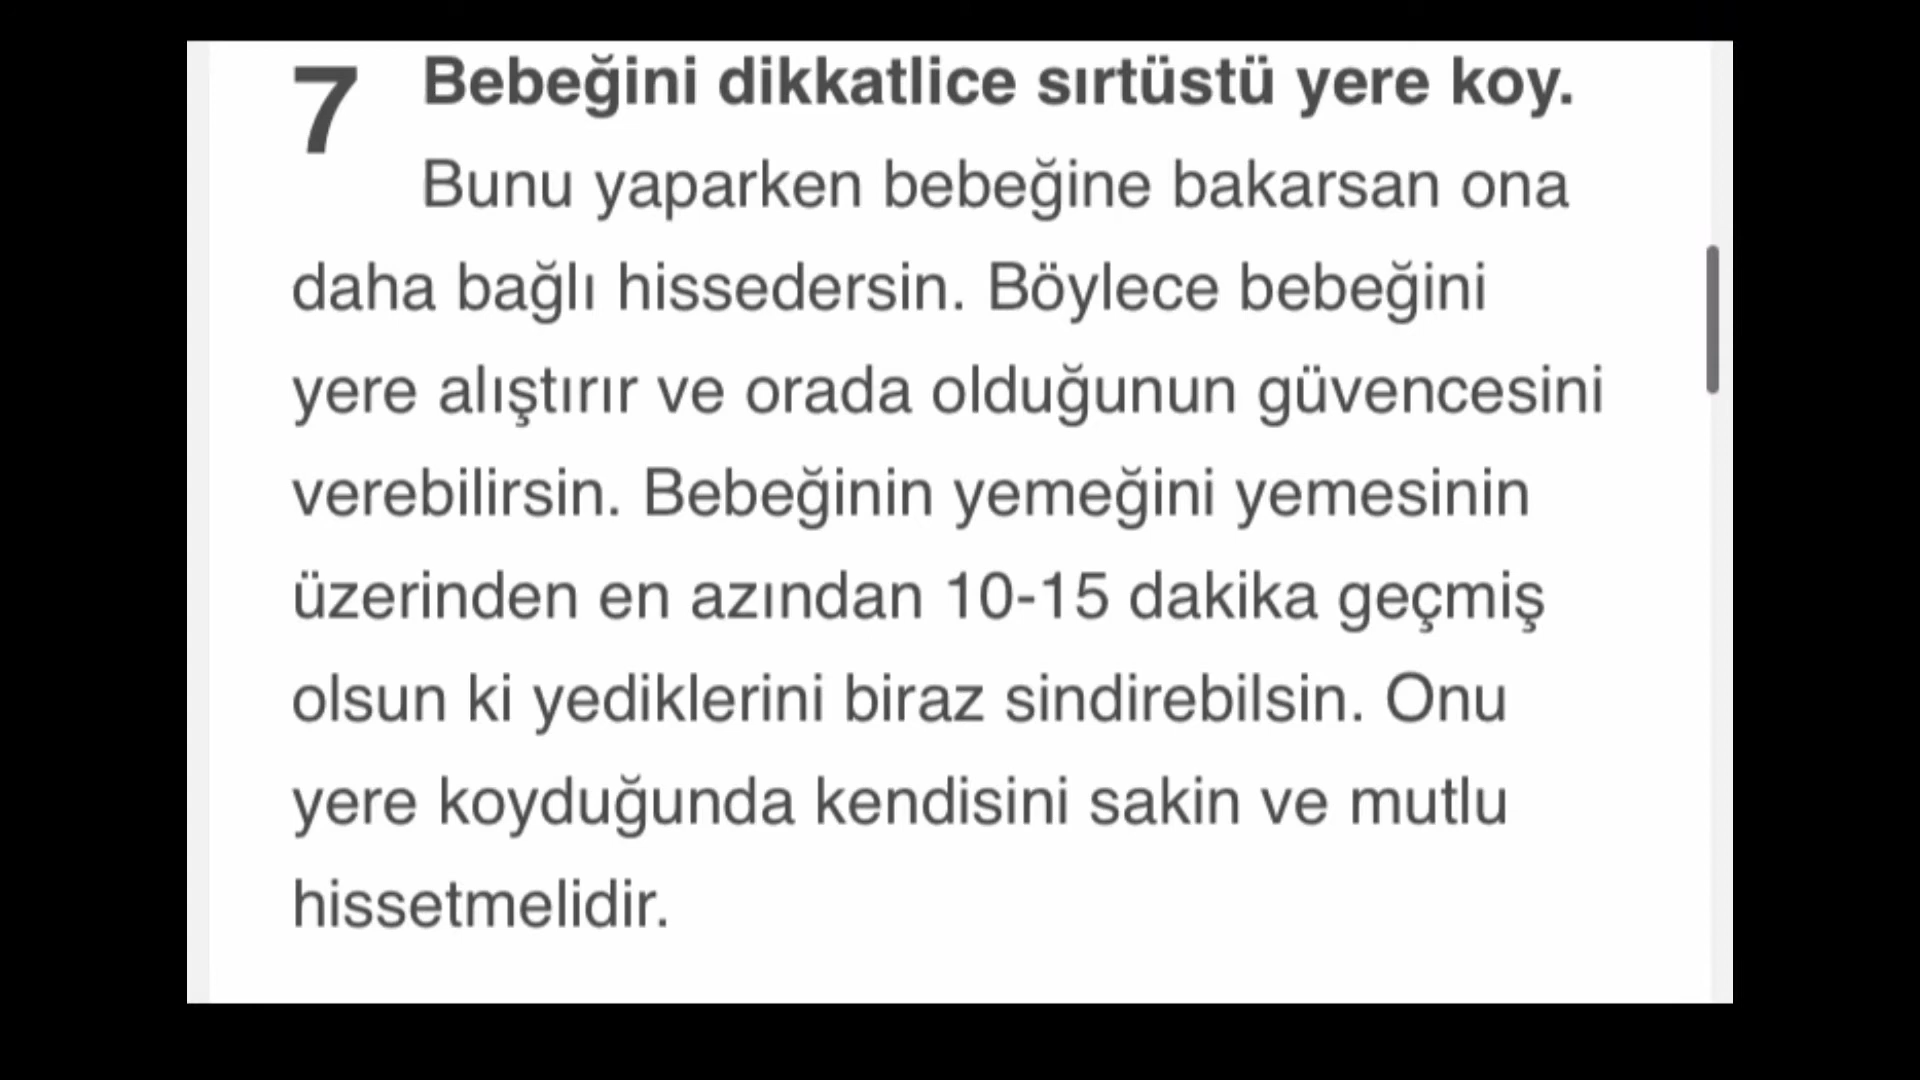 7 Bebeğini dikkatlice sırtüstü yere koy.
Bunu yaparken bebeğine bakarsan ona
daha bağlı hissedersin. Böylece bebeğini
yere alıştırır ve orada olduğunun güvencesini
verebilirsin. Bebeğinin yemeğini yemesinin
üzerinden en azından 10-15 dakika geçmiş
olsun ki yediklerini biraz sindirebilsin. Onu
yere koyduğunda kendisini sakin ve mutlu
hissetmelidir.